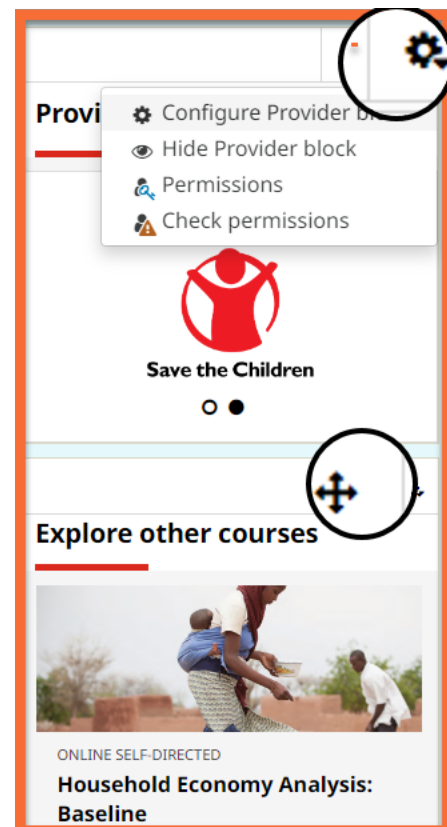 Provi
Configure Provider bl
Hide Provider block
Permissions
Check permissions
Save the Children
Explore other courses
ONLINE SELF-DIRECTED
Household Economy Analysis:
Baseline